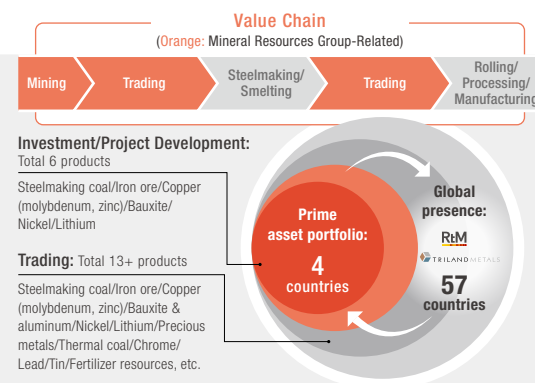 Value Chain
(Orange: Mineral Resources Group-Related)
Mining
Trading
Steelmaking/
Smelting
Trading
Rolling/
Processing/
Manufacturing
Investment/Project Development:
Total 6 products
Steelmaking coal/Iron ore/Copper
(molybdenum, zinc)/Bauxite/
Nickel/Lithium
Trading: Total 13+ products
Steelmaking coal/Iron ore/Copper
(molybdenum, zinc)/Bauxite &
aluminum/Nickel/Lithium/Precious
metals/Thermal coal/Chrome/
Lead/Tin/Fertilizer resources, etc.
Prime
asset portfolio:
4
countries
Global
presence:
RtM
TRILANDMETALS
57
countries